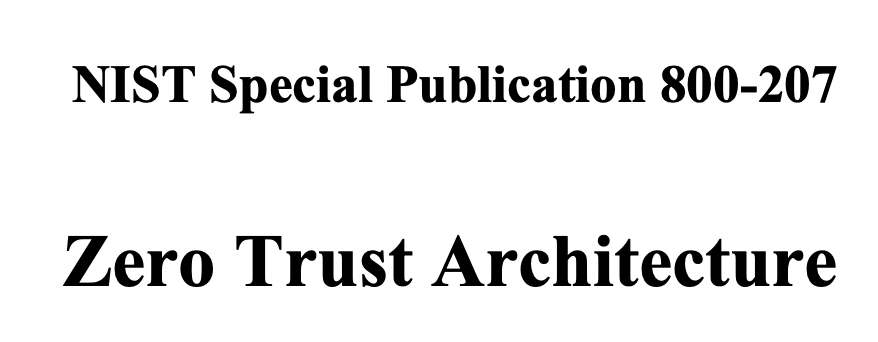 NIST Special Publication 800-207
Zero Trust Architecture